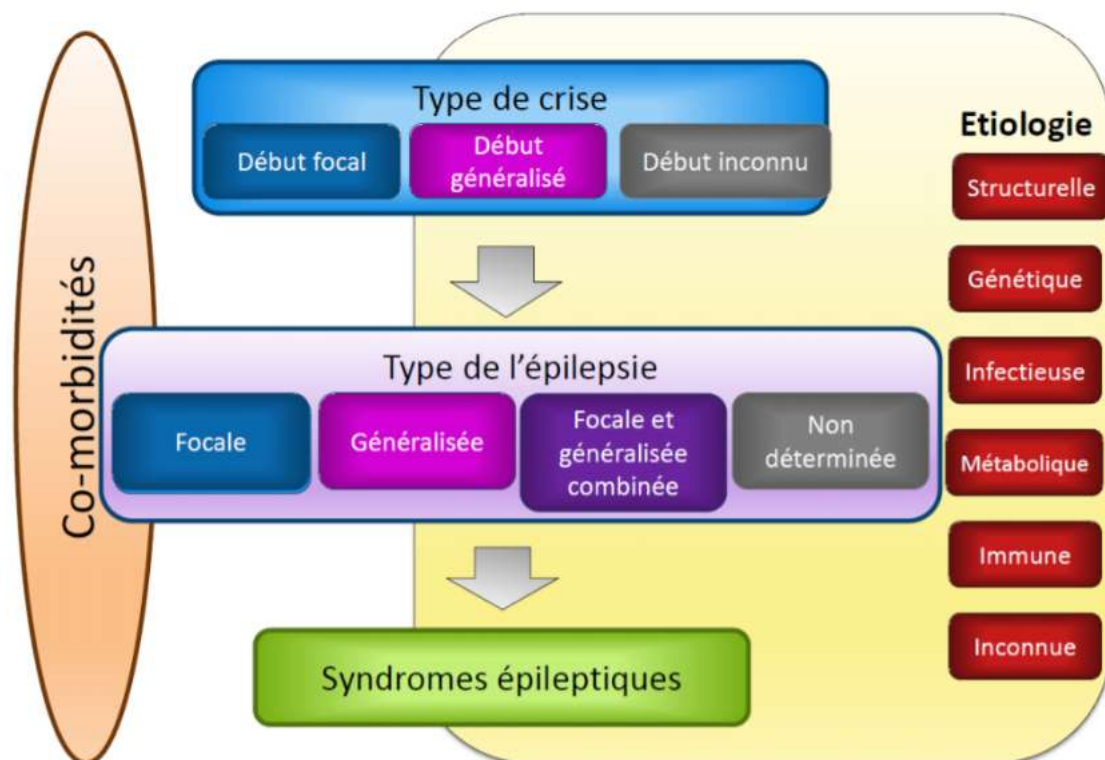 Co-morbidités
Type de crise
Début focal
Début
généralisé
Début inconnu
Type de l'épilepsie
Focale
Généralisée
Focale et
généralisée
combinée
Non
déterminée
Syndromes épileptiques
Etiologie
Structurelle
Génétique
Infectieuse
Métabolique
Immune
Inconnue